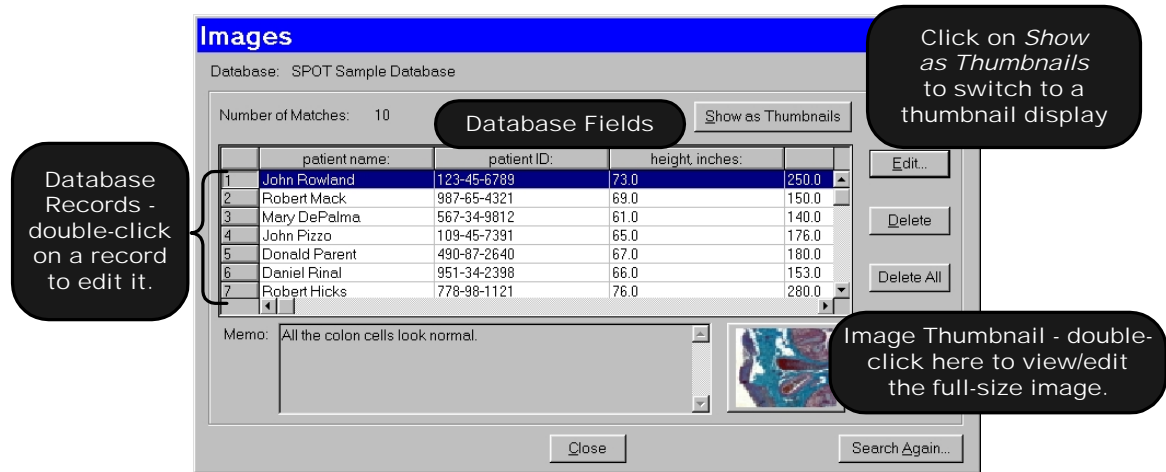 Images
Click on Show
as Thumbnails
to switch to a
thumbnail display
Database: SPOT Sample Database
Number of Matches: 10
Database Fields
Show as Thumbnails
Database
Records -
double-click
on a record
to edit it.
patient name: patient ID: height, inches:
1 John Rowland 123-45-6789 73.0 250.0
2 Robert Mack 987-65-4321 69.0 150.0
3 Mary DePalma 567-34-9812 61.0 140.0
4 John Pizzo 109-45-7391 65.0 176.0
5 Donald Parent 490-87-2640 67.0 180.0
6 Daniel Rinal 951-34-2398 66.0 153.0
7 Robert Hicks 778-98-1121 76.0 280.0
Edit...
Delete
Delete All
Memo: All the colon cells look normal.
Image Thumbnail - double-
click here to view/edit
the full-size image.
Close
Search Again...